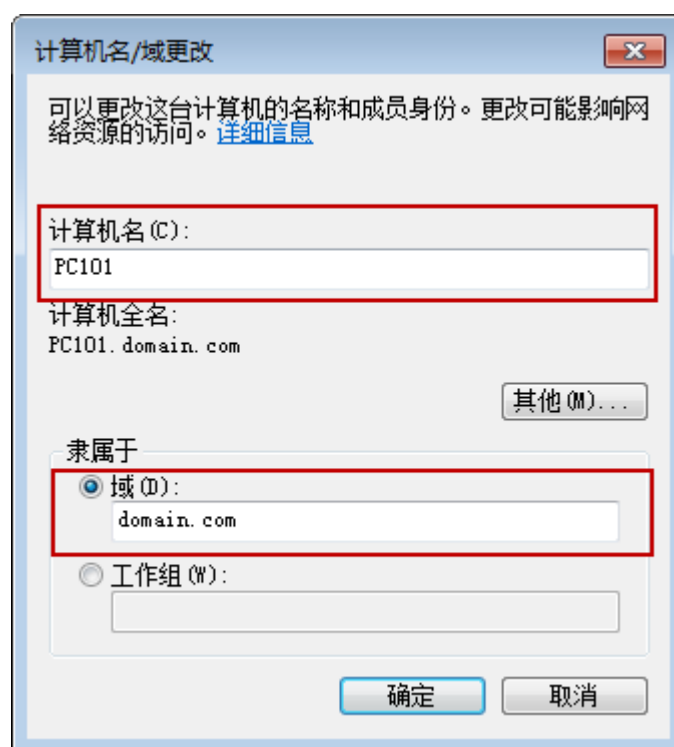 计算机名/域更改
可以更改这台计算机的名称和成员身份。更改可能影响网
络资源的访问。详细信息
计算机名(C):
PC101
计算机全名:
PC101.domain.com
其他(M)...
隶属于
域(D):
domain.com
工作组(W):
确定
取消